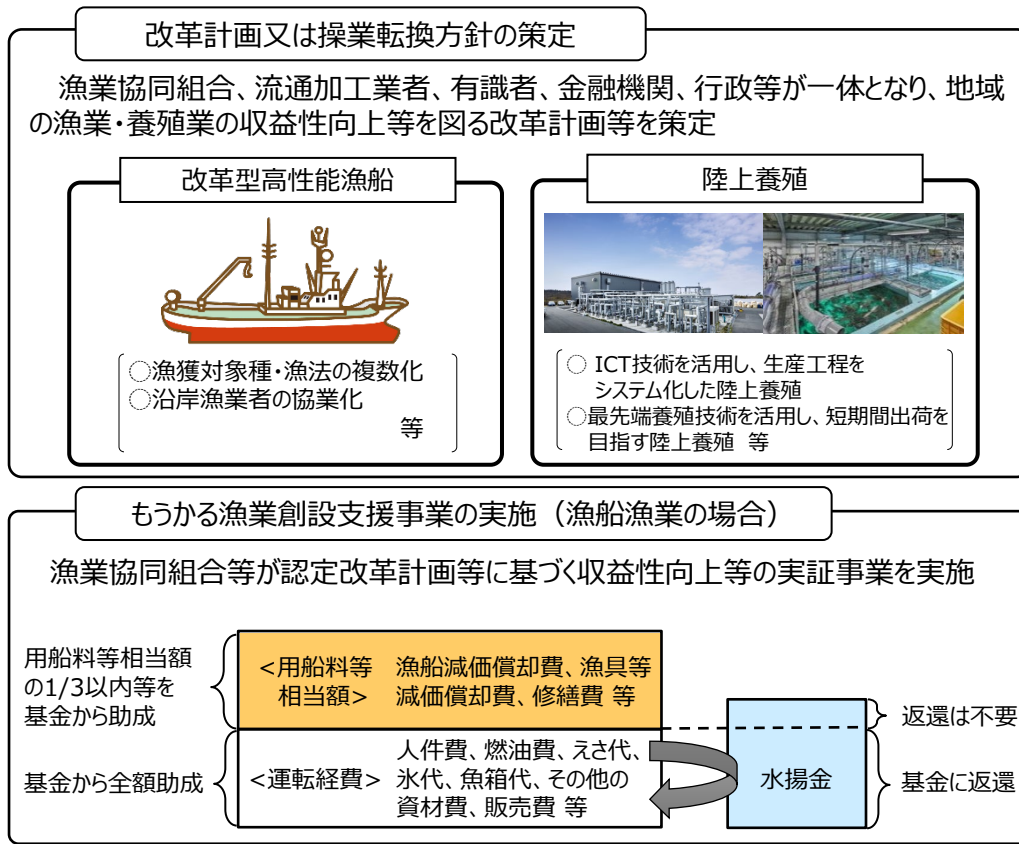 改革計画又は操業転換方針の策定
漁業協同組合、流通加工業者、有識者、金融機関、行政等が一体となり、地域
の漁業・養殖業の収益性向上等を図る改革計画等を策定
改革型高性能漁船
○漁獲対象種・漁法の複数化
○沿岸漁業者の協業化
等
陸上養殖
○ ICT技術を活用し、生産工程を
システム化した陸上養殖
○最先端養殖技術を活用し、短期間出荷を
目指す陸上養殖 等
もうかる漁業創設支援事業の実施（漁船漁業の場合）
漁業協同組合等が認定改革計画等に基づく収益性向上等の実証事業を実施
用船料等相当額
の1/3以内等を
基金から助成
<用船料等
相当額>
漁船減価償却費、漁具等
減価償却費、修繕費 等
返還は不要
基金から全額助成
<運転経費>
人件費、燃油費、えさ代、
氷代、魚箱代、その他の
資材費、販売費 等
水揚金
基金に返還